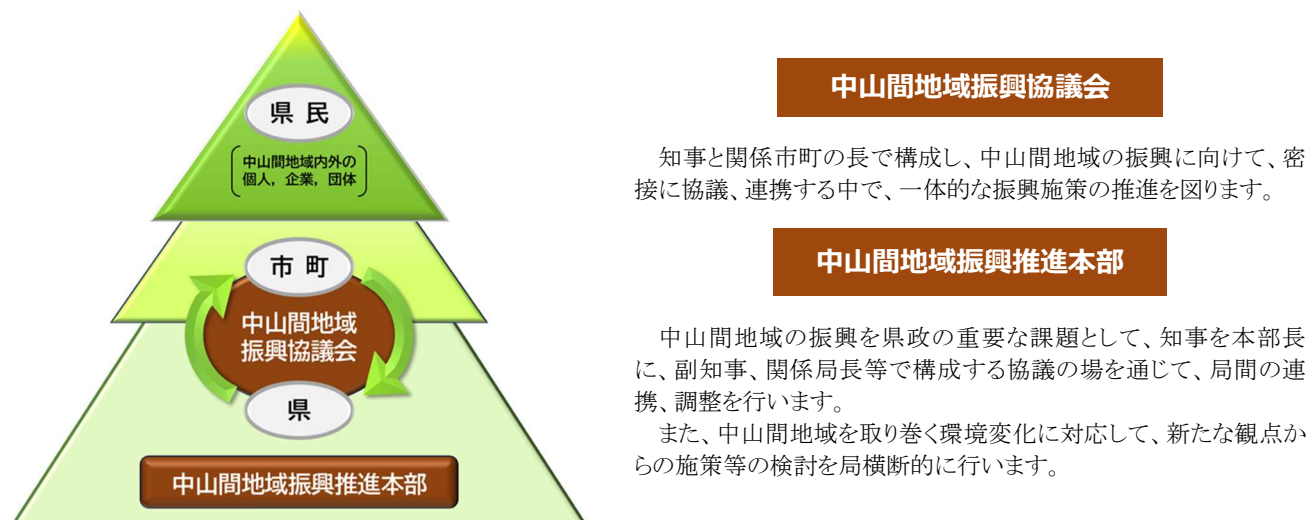 県 民
中山間地域内外の
個人，企業，団体
市 町
中山間地域
振興協議会
県
中山間地域振興推進本部
中山間地域振興協議会
　知事と関係市町の長で構成し、中山間地域の振興に向けて、密
接に協議、連携する中で、一体的な振興施策の推進を図ります。
中山間地域振興推進本部
　中山間地域の振興を県政の重要な課題として、知事を本部長
に、副知事、関係局長等で構成する協議の場を通じて、局間の連
携、調整を行います。
　また、中山間地域を取り巻く環境変化に対応して、新たな観点か
らの施策等の検討を局横断的に行います。